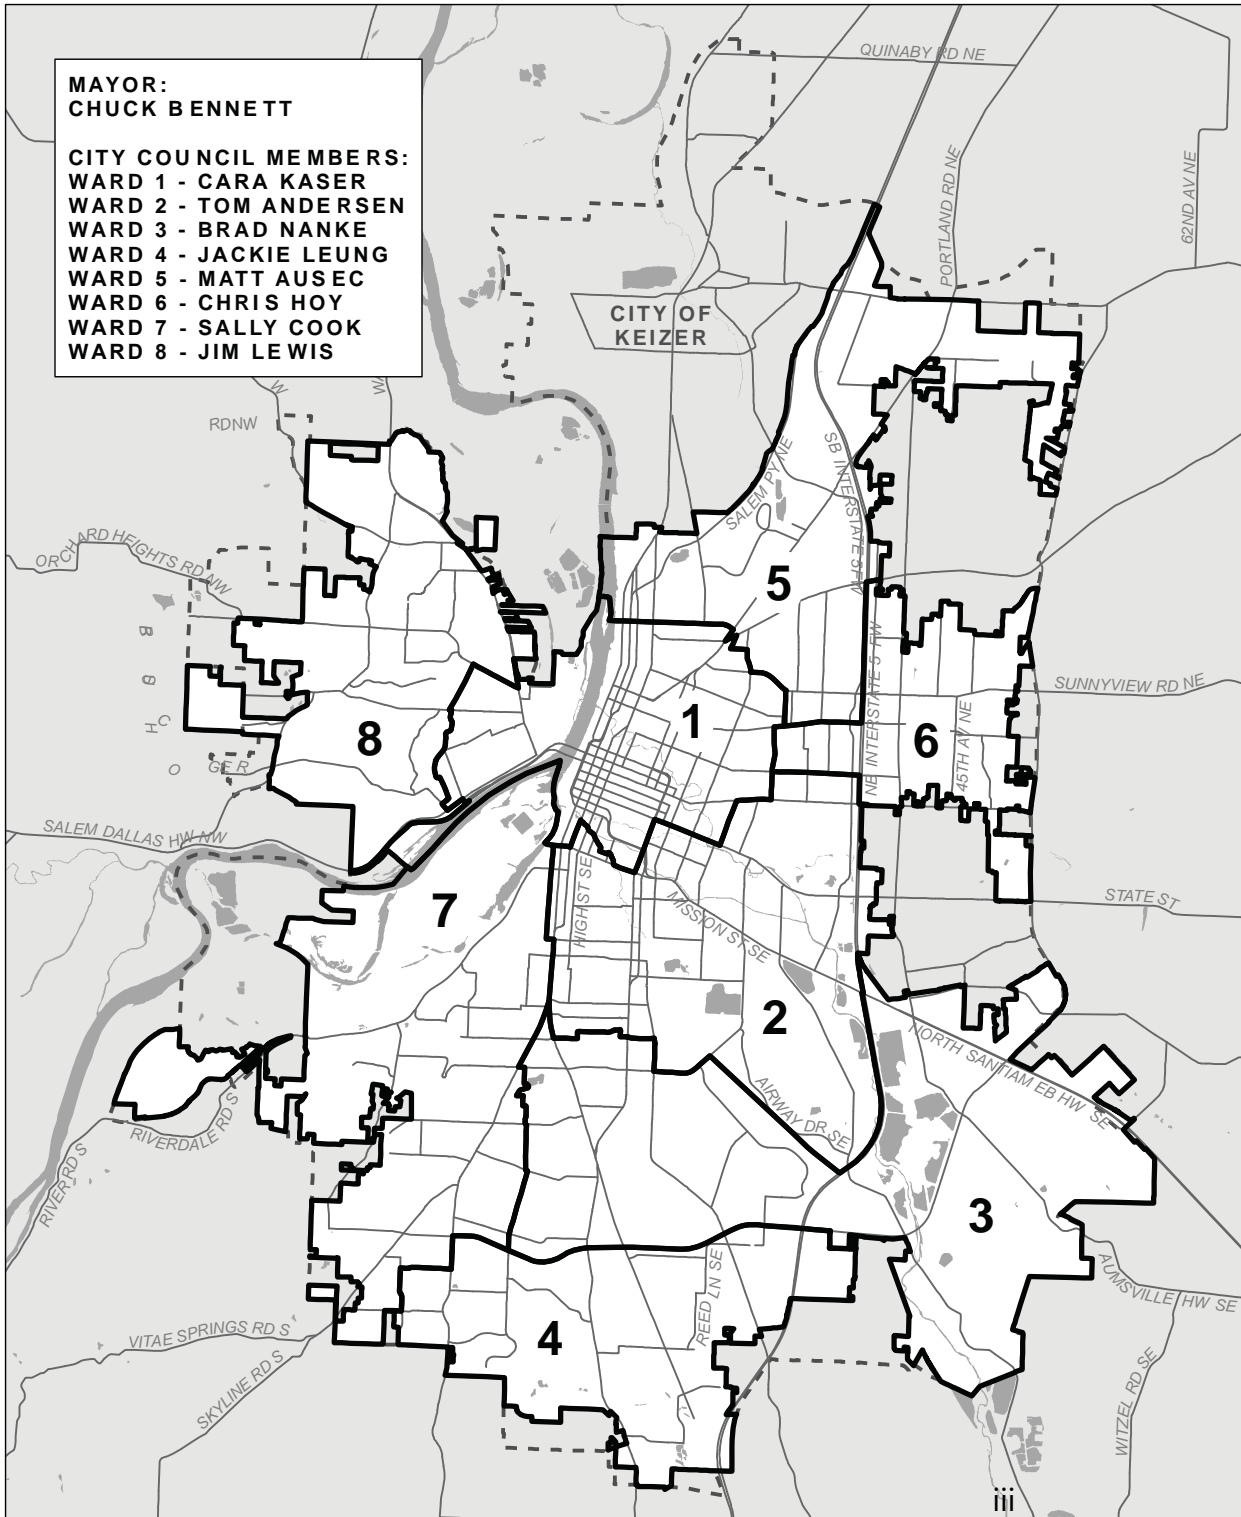 MAYOR:
CHUCK BENNETT
CITY COUNCIL MEMBERS:
WARD 1 - CARA KASER
WARD 2 - TOM ANDERSEN
WARD 3 - BRAD NANKE
WARD 4 - JACKIE LEUNG
WARD 5 - MATT AUSEC
WARD 6 - CHRIS HOY
WARD 7 - SALLY COOK
WARD 8 - JIM LEWIS
QUINABY RD NE
PORTLAND RD NE
62ND AV NE
CITY OF
KEIZER
W
RDNW
SALEM PY NE
SB INTERSTATE 5 FW
ORCHARD HEIGHTS RD NW
5
NB INTERSTATE 5 FW
SUNNYVIEW RD NE
45TH AV NE
1
6
8
GE R
SALEM DALLAS HW NW
7
HIGH ST SE
MISSION ST SE
STATE ST
2
NORTH SANTIAM EB HW SE
AIRWAY DR SE
RIVERDALE RD S
RIVER RD S
3
AUMSVILLE HW SE
REED LN SE
4
VITAE SPRINGS RD S
SKYLINE RD S
WITZEL RD SE
iii